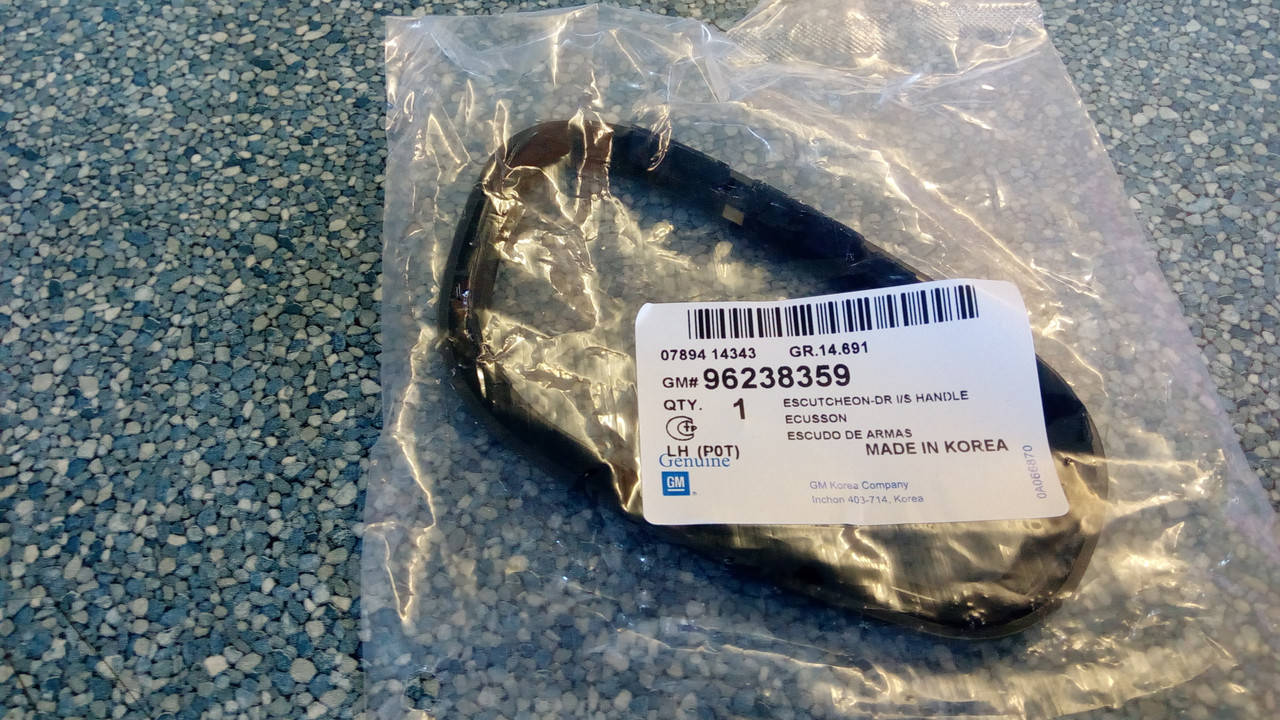 07894 14343 GR.14.691
GM# 96238359
QTY. 1 ESCUTCHEON-DR I/S HANDLE
ECUSSON
ESCUDO DE ARMAS
LH (P0T) MADE IN KOREA
Genuine
GM
GM Korea Company
Inchon 403-714, Korea
0A066870